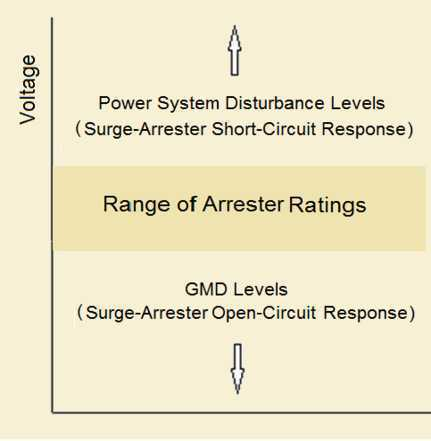 Voltage
Power System Disturbance Levels
(Surge-Arrester Short-Circuit Response)
Range of Arrester Ratings
GMD Levels
(Surge-Arrester Open-Circuit Response)